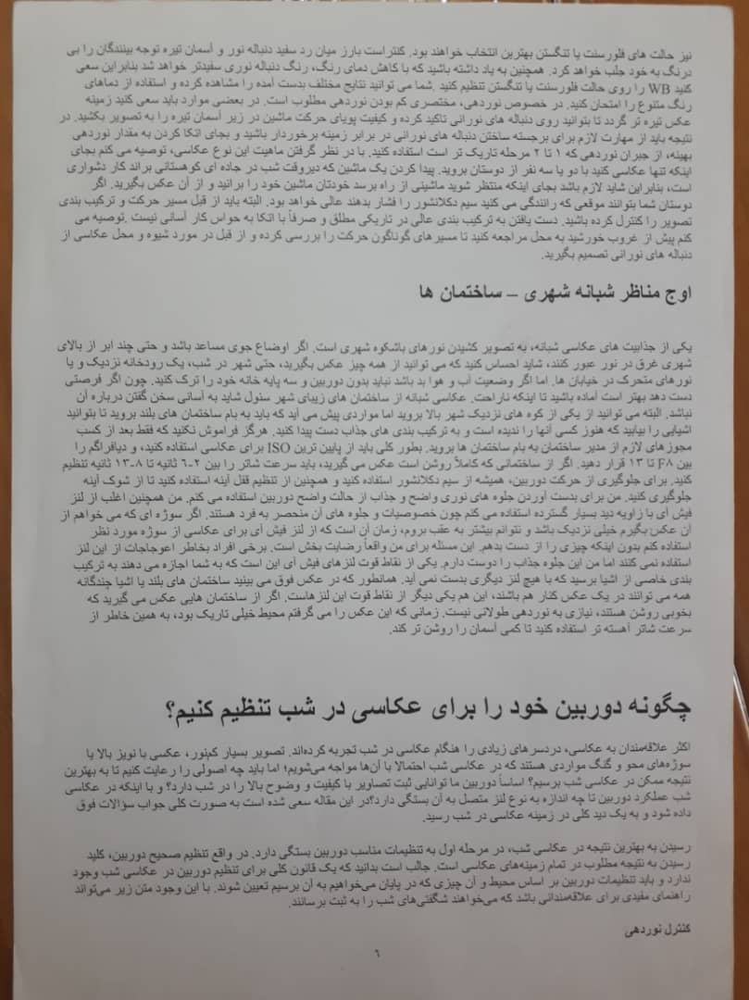 نیز حالت های فلورسنت یا تنگستن بهترین انتخاب خواهند بود. کنتراست بارز میان رد سفید دنباله نور و آسمان تیره توجه بینندگان را بی
درنگ به خود جلب خواهد کرد. همچنین به یاد داشته باشید که با کاهش دمای رنگ، رنگ دنباله نوری سفیدتر خواهد شد بنابراین سعی
کنید WB را روی حالت فلورسنت یا تنگستن تنظیم کنید .شما می توانید نتایج مختلف بدست آمده را مشاهده کرده و استفاده از دماهای
رنگ متنوع را امتحان کنید. در خصوص نوردهی، مختصری کم بودن نوردهی مطلوب است. در بعضی موارد باید سعی کنید زمینه
عکس تیره تر گردد تا بتوانید روی دنباله های نورانی تاکید کرده و کیفیت پویای حرکت ماشین در زیر آسمان تیره را به تصویر بکشید. در
نتیجه باید از مهارت لازم برای برجسته ساختن دنباله های نورانی در برابر زمینه برخوردار باشید و بجای اتکا کردن به مقدار نوردهی
بهینه، از جبران نوردهی که ۱ تا ۲ مرحله تاریک تر است استفاده کنید. با در نظر گرفتن ماهیت این نوع عکاسی، توصیه می کنم بجای
اینکه تنها عکاسی کنید با دو یا سه نفر از دوستان بروید. پیدا کردن یک ماشین که دیروقت شب در جاده ای کوهستانی براند کار دشواری
است، بنابراین شاید لازم باشد بجای اینکه منتظر شوید ماشینی از راه برسد خودتان ماشین خود را برانید و از آن عکس بگیرید. اگر
دوستان شما بتوانند موقعی که رانندگی می کنید سیم دکلانشور را فشار بدهند عالی خواهد بود. البته باید از قبل مسیر حرکت و ترکیب بندی
تصویر را کنترل کرده باشید. دست یافتن به ترکیب بندی عالی در تاریکی مطلق و صرفاً با اتکا به حواس کار آسانی نیست .توصیه می
کنم پیش از غروب خورشید به محل مراجعه کنید تا مسیرهای گوناگون حرکت را بررسی کرده و از قبل در مورد شیوه و محل عکاسی از
دنباله های نورانی تصمیم بگیرید.
اوج مناظر شبانه شهری – ساختمان ها
یکی از جذابیت های عکاسی شبانه، به تصویر کشیدن نورهای باشکوه شهری است. اگر اوضاع جوی مساعد باشد و حتی چند ابر از بالای
شهری غرق در نور عبور کنند، شاید احساس کنید که می توانید از همه چیز عکس بگیرید، حتی شهر در شب، یک رودخانه نزدیک و یا
نورهای متحرک در خیابان ها. اما اگر وضعیت آب و هوا بد باشد نباید بدون دوربین و سه پایه خانه خود را ترک کنید. چون اگر فرصتی
دست دهد بهتر است آماده باشید تا اینکه ناراحت. عکاسی شبانه از ساختمان های زیبای شهر سئول شاید به آسانی سخن گفتن درباره آن
نباشد. البته می توانید از یکی از کوه های نزدیک شهر بالا بروید اما مواردی پیش می آید که باید به بام ساختمان های بلند بروید تا بتوانید
اشیایی را بیابید که هنوز کسی آنها را ندیده است و به ترکیب بندی های جذاب دست پیدا کنید. هرگز فراموش نکنید که فقط بعد از کسب
مجوزهای لازم از مدیر ساختمان به بام ساختمان ها بروید. بطور کلی باید از پایین ترین ISO برای عکاسی استفاده کنید، و دیافراگم را
بین F۸ تا ۱۳ قرار دهید. اگر از ساختمانی که کاملاً روشن است عکس می گیرید، باید سرعت شاتر را بین ۲-۶ ثانیه تا ۸-۱۳ ثانیه تنظیم
کنید. برای جلوگیری از حرکت دوربین، همیشه از سیم دکلانشور استفاده کنید و همچنین از تنظیم قفل آینه استفاده کنید تا از شوک آینه
جلوگیری کنید. من برای بدست آوردن جلوه های نوری واضح و جذاب از حالت واضح دوربین استفاده می کنم. من همچنین اغلب از لنز
فیش آی با زاویه دید بسیار گسترده استفاده می کنم چون خصوصیات و جلوه های آن منحصر به فرد هستند. اگر سوژه ای که می خواهم از
آن عکس بگیرم خیلی نزدیک باشد و نتوانم بیشتر به عقب بروم، زمان آن است که از لنز فیش آی برای عکاسی از سوژه مورد نظر
استفاده کنم بدون اینکه چیزی را از دست بدهم. این مسئله برای من واقعاً رضایت بخش است. برخی افراد بخاطر اعوجاجات از این لنز
استفاده نمی کنند اما من این جلوه جذاب را دوست دارم. یکی از نقاط قوت لنزهای فیش آی این است که به شما اجازه می دهند به ترکیب
بندی خاصی از اشیا برسید که با هیچ لنز دیگری بدست نمی آید. همانطور که در عکس فوق می بینید ساختمان های بلند یا اشیا چندگانه
همه می توانند در یک عکس کنار هم باشند، این هم یکی دیگر از نقاط قوت این لنزهاست. اگر از ساختمان هایی عکس می گیرید که
بخوبی روشن هستند، نیازی به نوردهی طولانی نیست. زمانی که این عکس را می گرفتم محیط خیلی تاریک بود، به همین خاطر از
سرعت شاتر آهسته تر استفاده کنید تا کمی آسمان را روشن تر کند.
چگونه دوربین خود را برای عکاسی در شب تنظیم کنیم؟
اکثر علاقه‌مندان به عکاسی، دردسرهای زیادی را هنگام عکاسی در شب تجربه کرده‌اند. تصویر بسیار کم‌نور، عکسی با نویز بالا یا
سوژه‌های محو و گنگ مواردی هستند که در عکاسی شب احتمالا با آن‌ها مواجه می‌شویم؛ اما باید چه اصولی را رعایت کنیم تا به بهترین
نتیجه ممکن در عکاسی شب برسیم؟ اساساً دوربین ما توانایی ثبت تصاویر با کیفیت و وضوح بالا را در شب دارد؟ و با اینکه در عکاسی
شب عملکرد دوربین تا چه اندازه به نوع لنز متصل به آن بستگی دارد؟در این مقاله سعی شده است به صورت کلی جواب سؤالات فوق
داده شود و به یک دید کلی در زمینه عکاسی در شب رسید.
رسیدن به بهترین نتیجه در عکاسی شب، در مرحله اول به تنظیمات مناسب دوربین بستگی دارد. در واقع تنظیم صحیح دوربین، کلید
رسیدن به نتیجه مطلوب در تمام زمینه‌های عکاسی است. جالب است بدانید که یک قانون کلی برای تنظیم دوربین در عکاسی شب وجود
ندارد و باید تنظیمات دوربین بر اساس محیط و آن چیزی که در پایان می‌خواهیم به آن برسیم تعیین شوند. با این وجود متن زیر می‌تواند
راهنمای مفیدی برای علاقه‌مندانی باشد که می‌خواهند شگفتی‌های شب را به ثبت برسانند.
کنترل نوردهی
٦